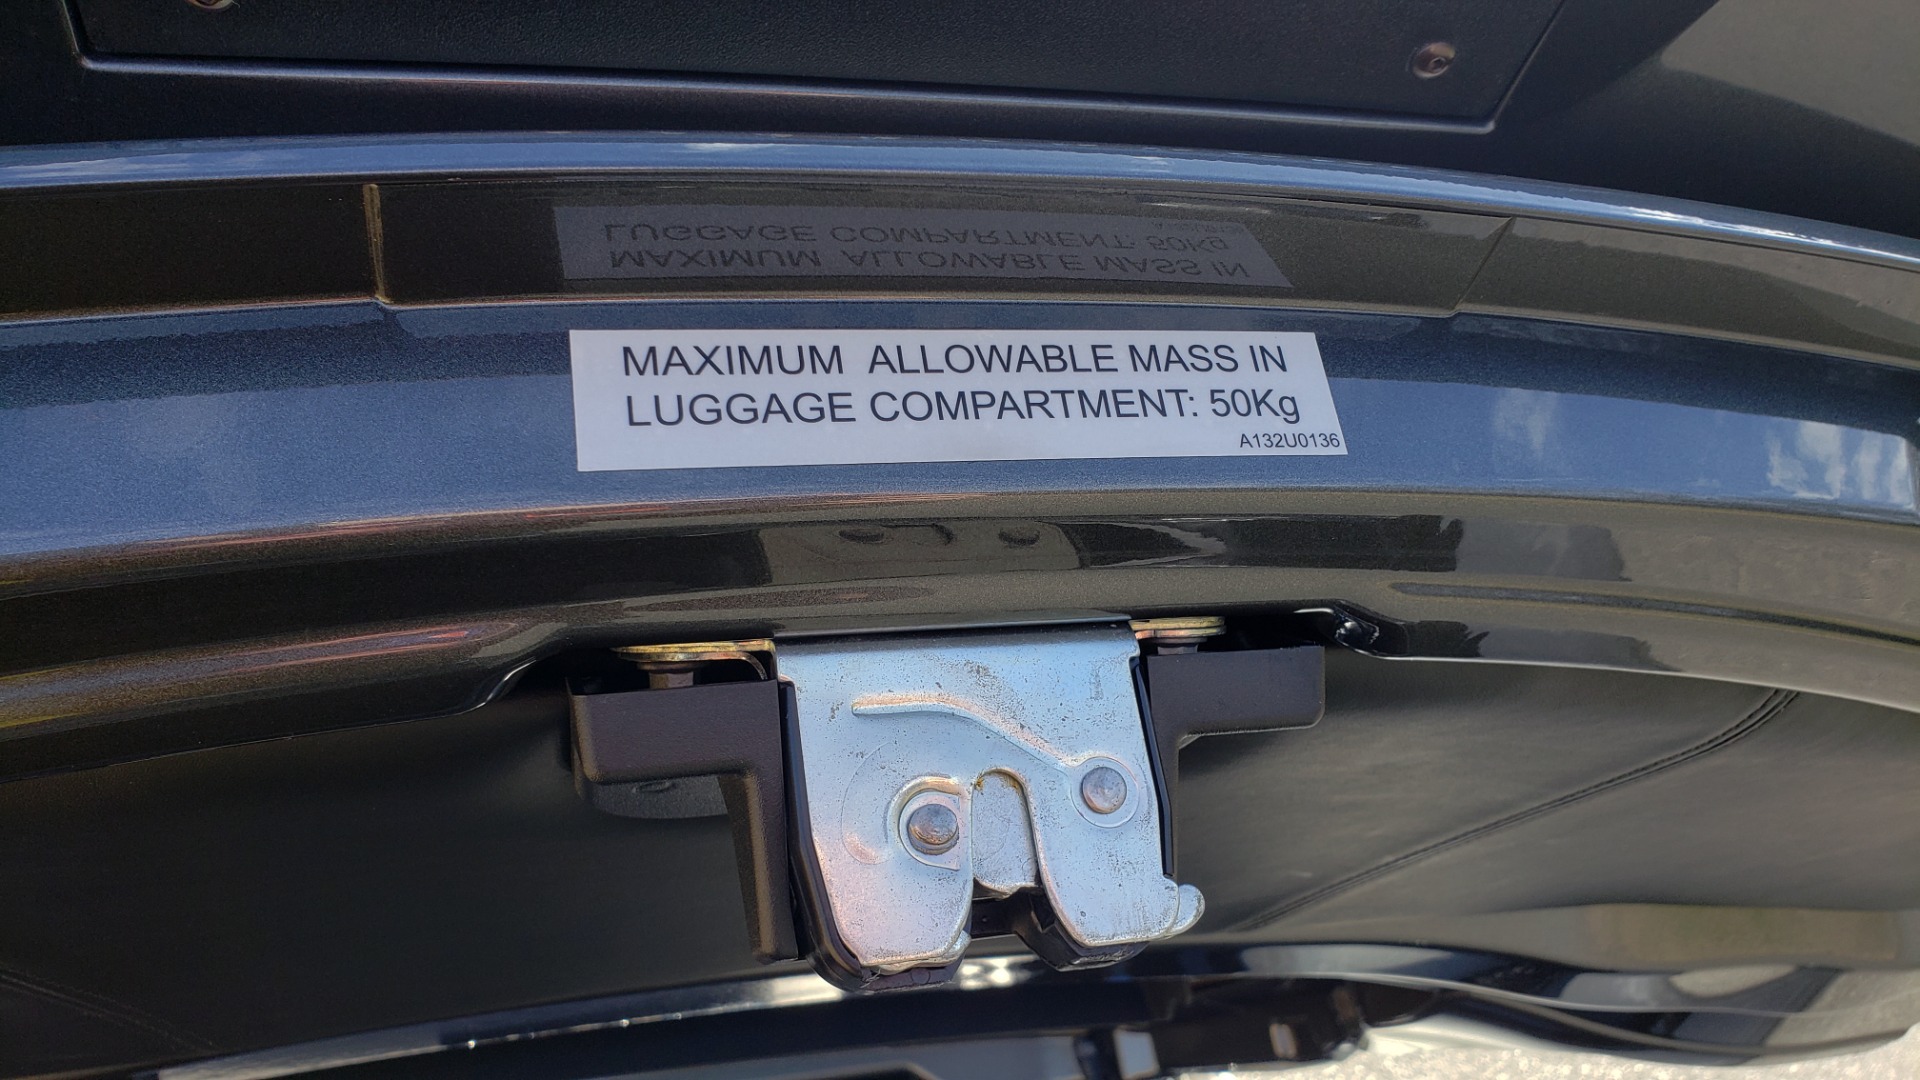 MAXIMUM ALLOWABLE MASS IN
LUGGAGE COMPARTMENT: 50Kg
A132U0136